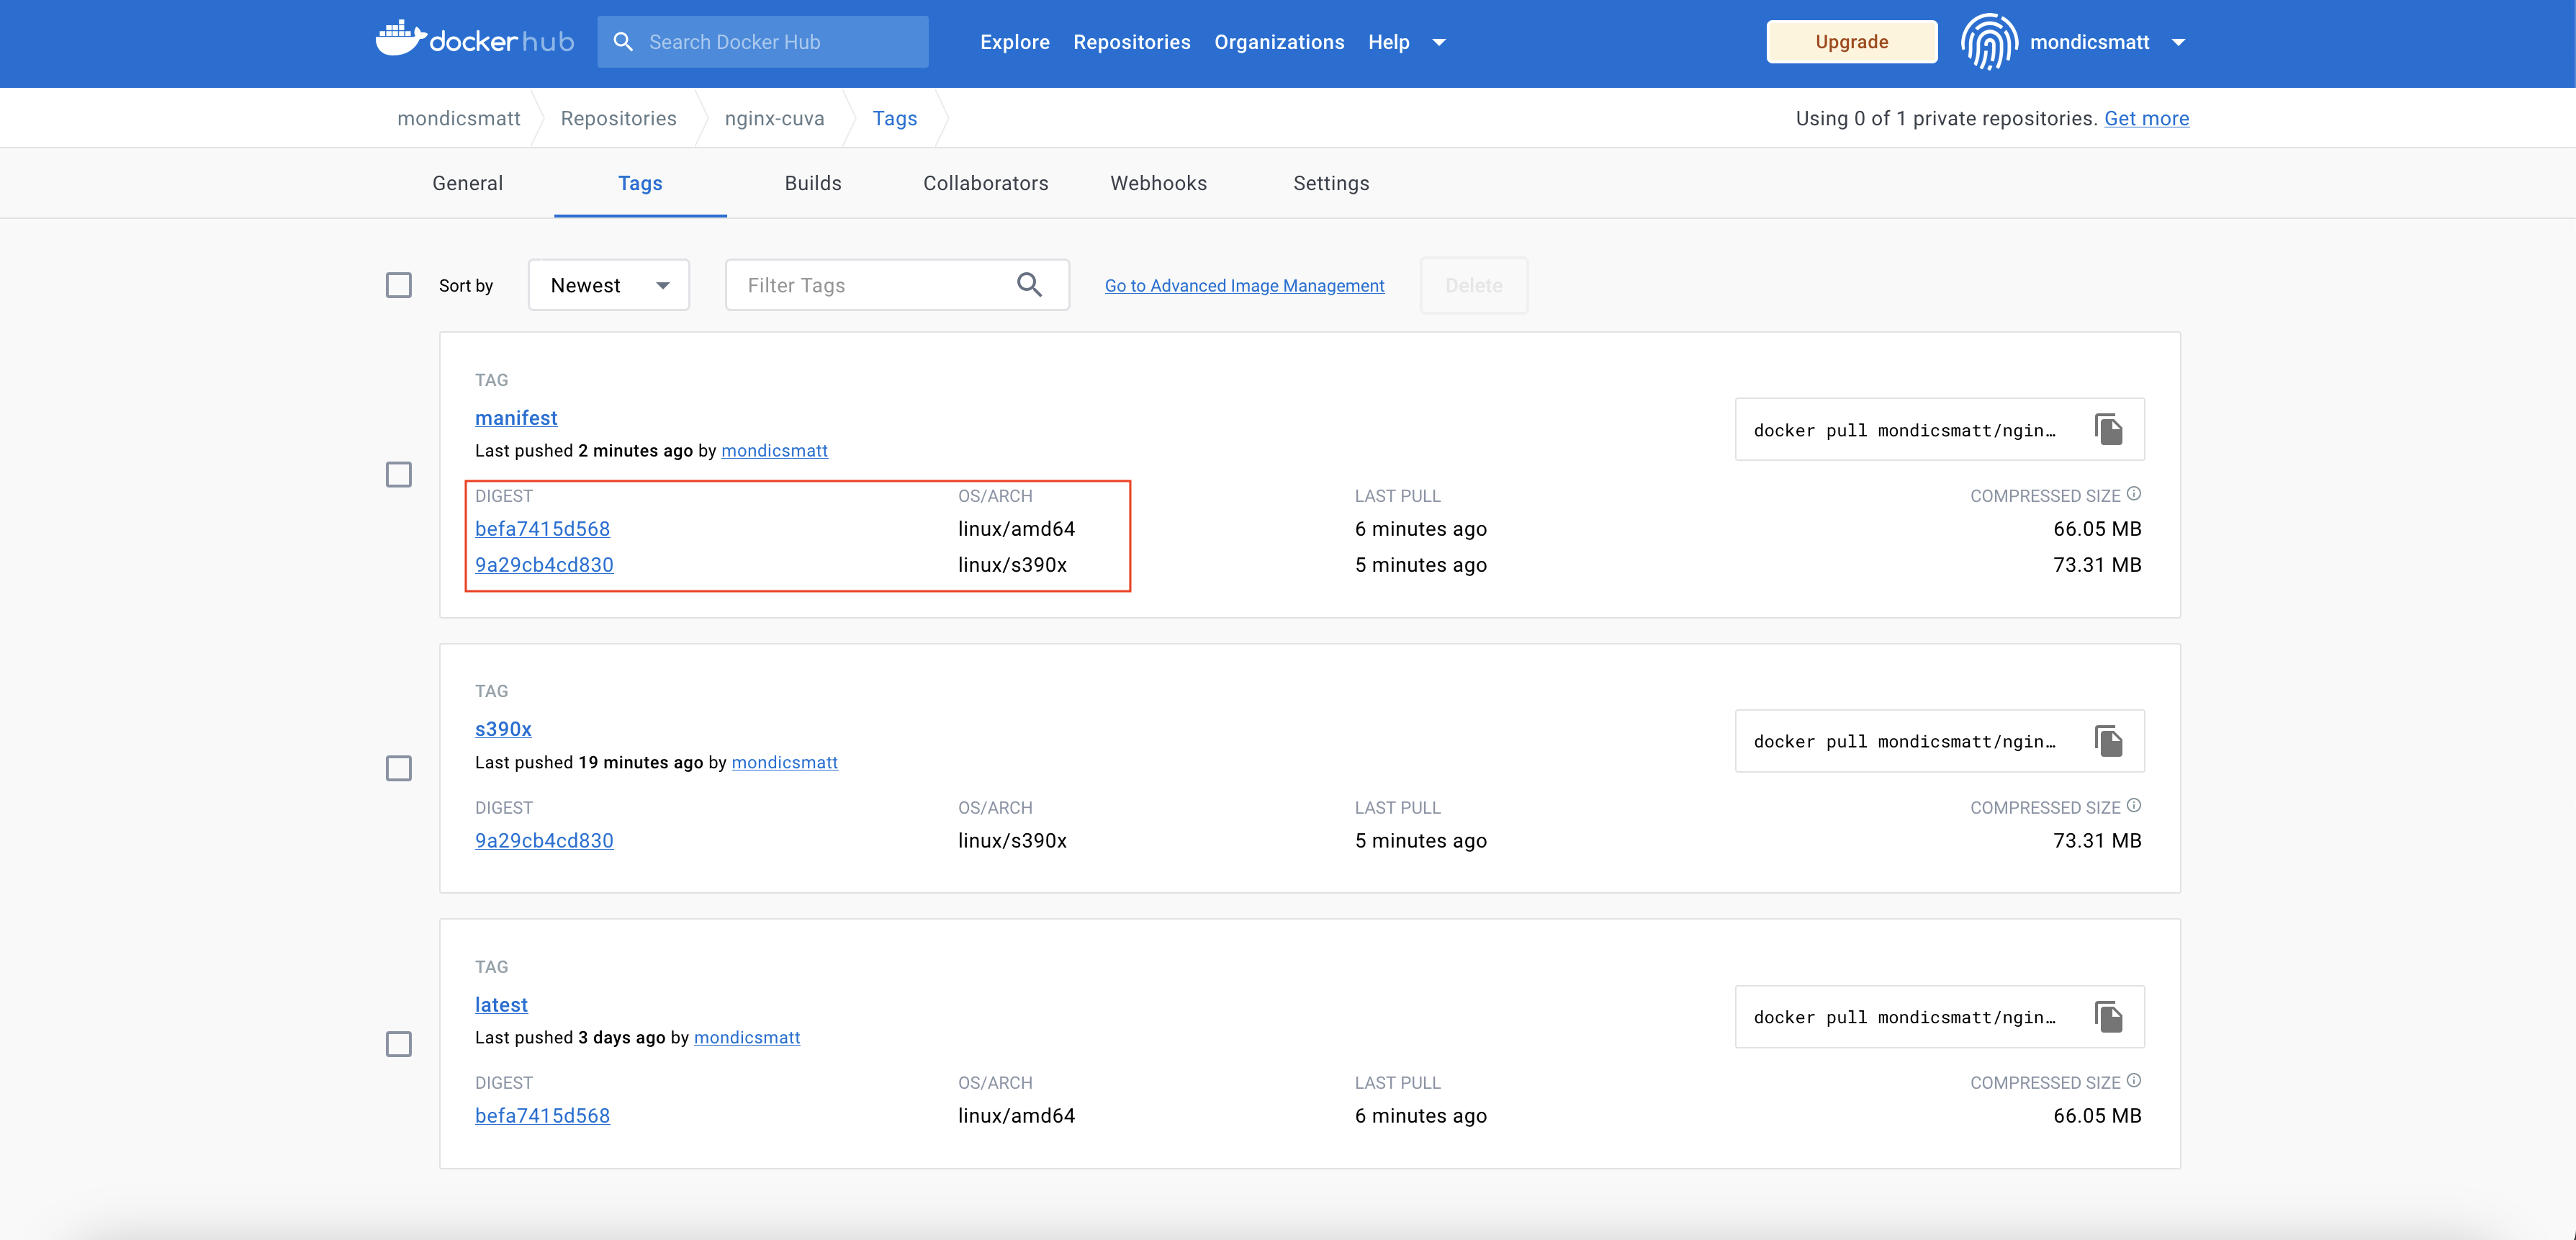 docker hub
Search Docker Hub
Explore Repositories Organizations Help
Upgrade
mondicsmatt
mondicsmatt Repositories nginx-cuva Tags
Using 0 of 1 private repositories. Get more
General Tags Builds Collaborators Webhooks Settings
Sort by Newest Filter Tags Go to Advanced Image Management Delete
TAG
manifest
docker pull mondicsmatt/ngin…
Last pushed 2 minutes ago by mondicsmatt
DIGEST OS/ARCH LAST PULL COMPRESSED SIZE
befa7415d568 linux/amd64 6 minutes ago 66.05 MB
9a29cb4cd830 linux/s390x 5 minutes ago 73.31 MB
TAG
s390x
docker pull mondicsmatt/ngin…
Last pushed 19 minutes ago by mondicsmatt
DIGEST OS/ARCH LAST PULL COMPRESSED SIZE
9a29cb4cd830 linux/s390x 5 minutes ago 73.31 MB
TAG
latest
docker pull mondicsmatt/ngin…
Last pushed 3 days ago by mondicsmatt
DIGEST OS/ARCH LAST PULL COMPRESSED SIZE
befa7415d568 linux/amd64 6 minutes ago 66.05 MB